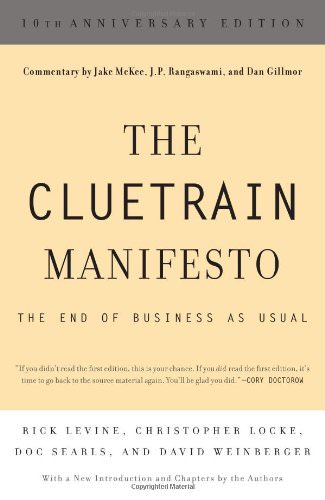 10TH ANNIVERSARY EDITION
Commentary by Jake McKee, J.P. Rangaswami, and Dan Gillmor
THE
CLUETRAIN
MANIFESTO
THE END OF BUSINESS AS USUAL
"If you didn't read the first edition, this is your chance. If you did read the first edition, it's
time to go back to the source material again. You'll be glad you did." —CORY DOCTOROW
RICK LEVINE, CHRISTOPHER LOCKE,
DOC SEARLS, AND DAVID WEINBERGER
With a New Introduction and Chapters by the Authors
Copyrighted Material